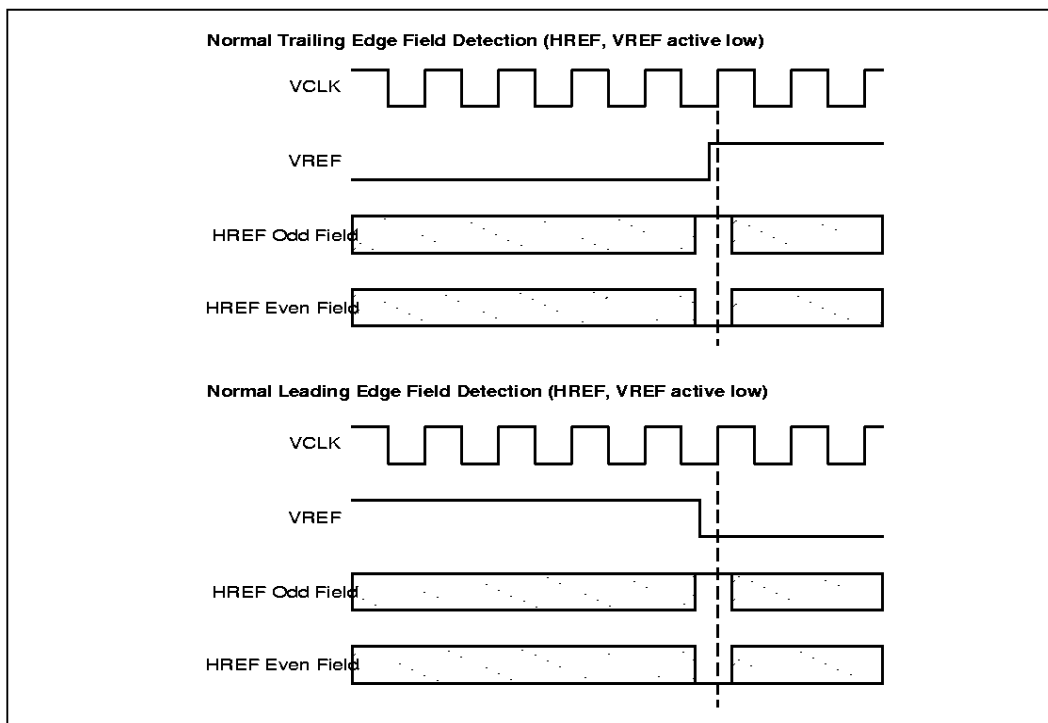 Normal Trailing Edge Field Detection (HREF, VREF active low)
VCLK
VREF
HREF Odd Field
HREF Even Field
Normal Leading Edge Field Detection (HREF, VREF active low)
VCLK
VREF
HREF Odd Field
HREF Even Field